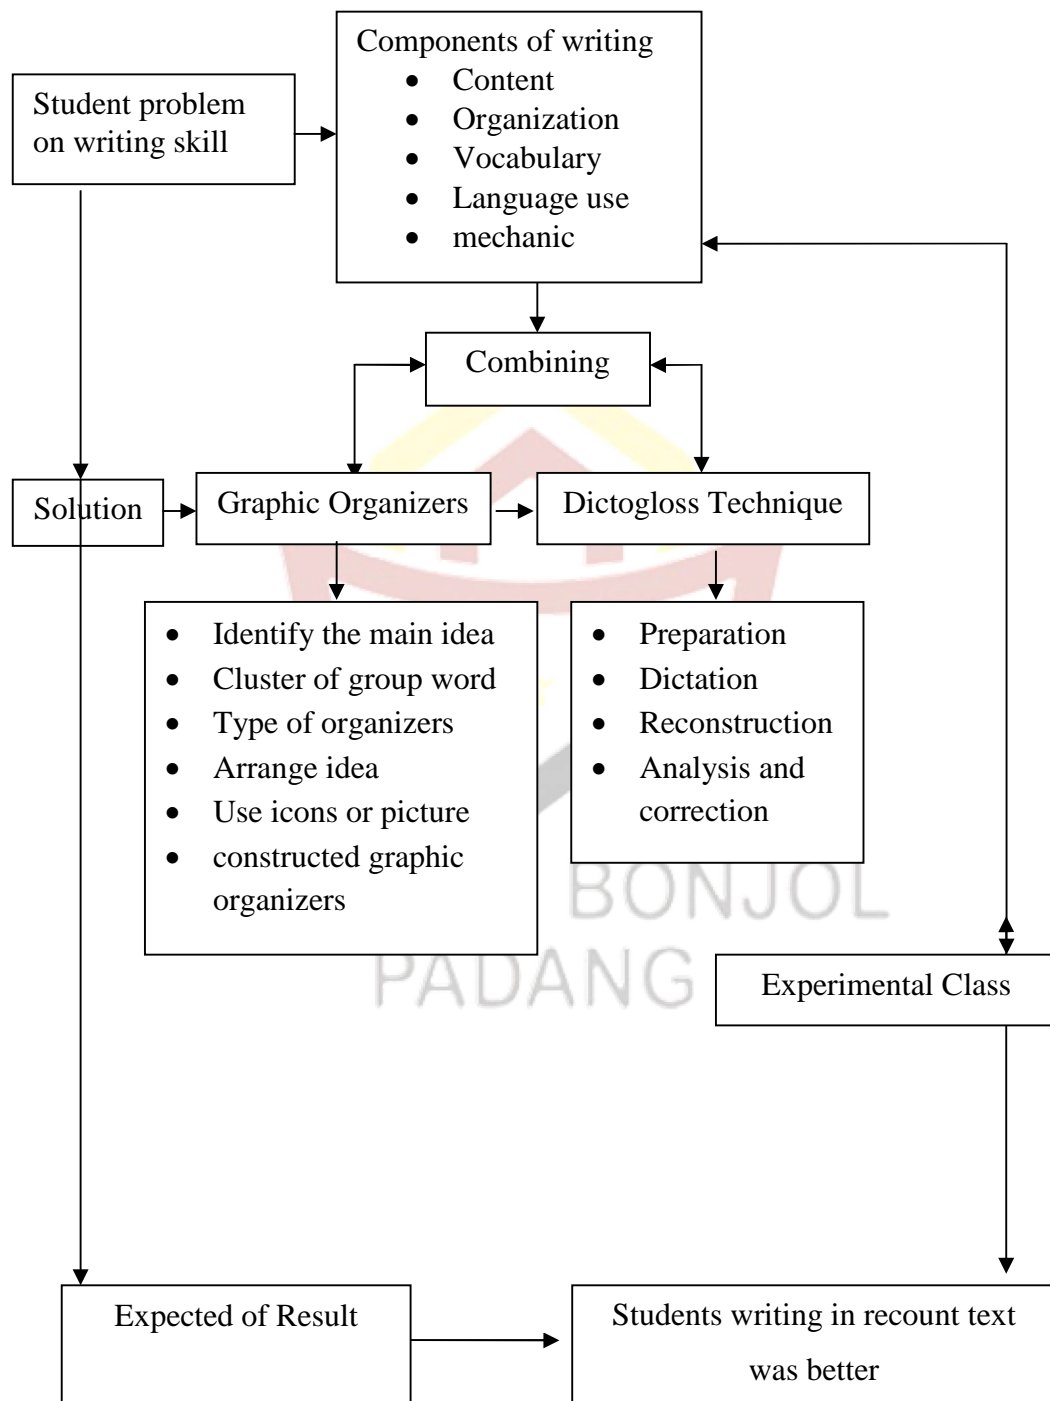 Components of writing
• Content
• Organization
• Vocabulary
• Language use
• mechanic
Student problem
on writing skill
Combining
Solution
Graphic Organizers
Dictogloss Technique
• Identify the main idea
• Cluster of group word
• Type of organizers
• Arrange idea
• Use icons or picture
• constructed graphic
organizers
• Preparation
• Dictation
• Reconstruction
• Analysis and
correction
BONJOL
PADANG
Experimental Class
Expected of Result
Students writing in recount text
was better